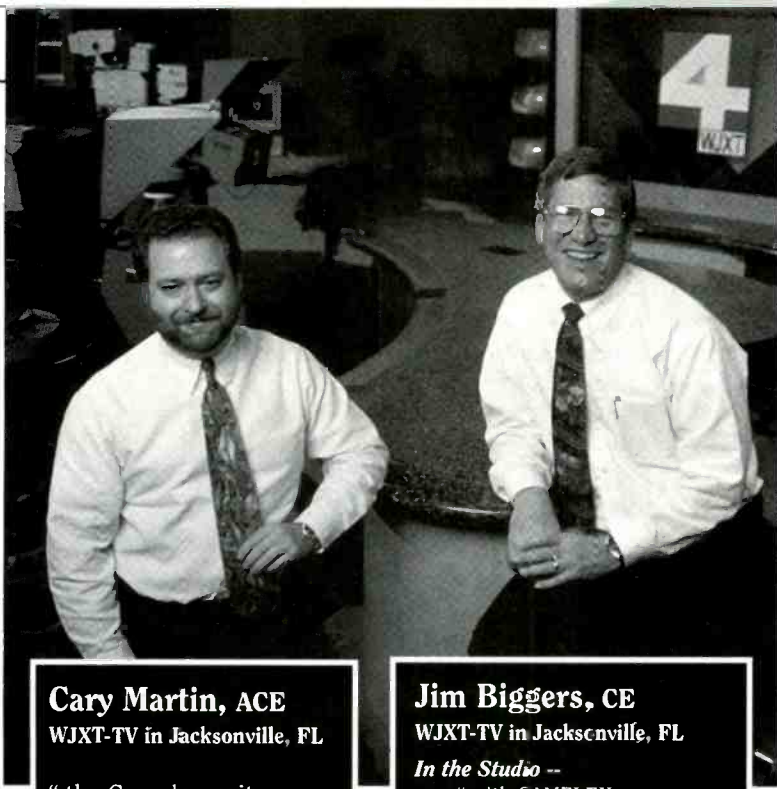 4
WJXT
Cary Martin, ACE
WJXT-TV in Jacksonville, FL
Jim Biggers, CE
WJXT-TV in Jacksonville, FL
In the Studio --